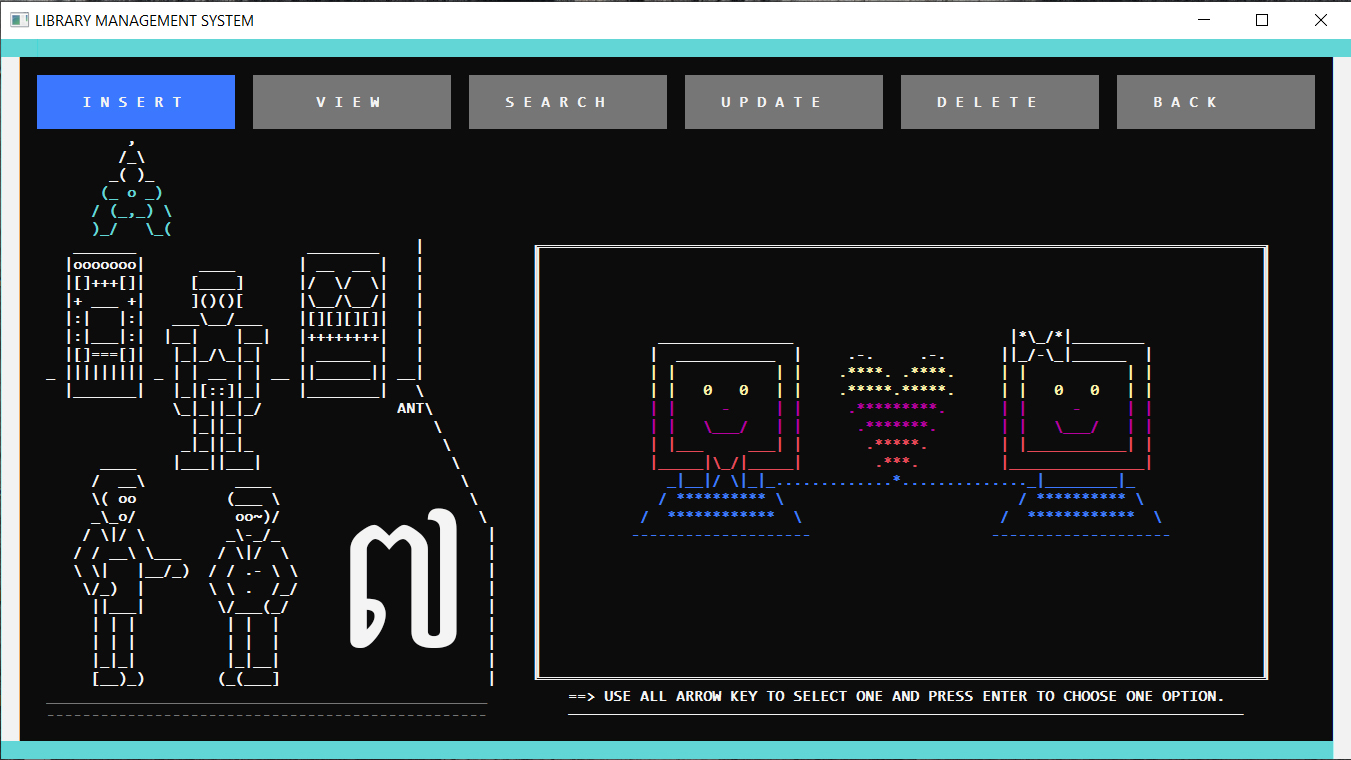 LIBRARY MANAGEMENT SYSTEM
INSERT VIEW SEARCH UPDATE DELETE BACK
ANT
==> USE ALL ARROW KEY TO SELECT ONE AND PRESS ENTER TO CHOOSE ONE OPTION.